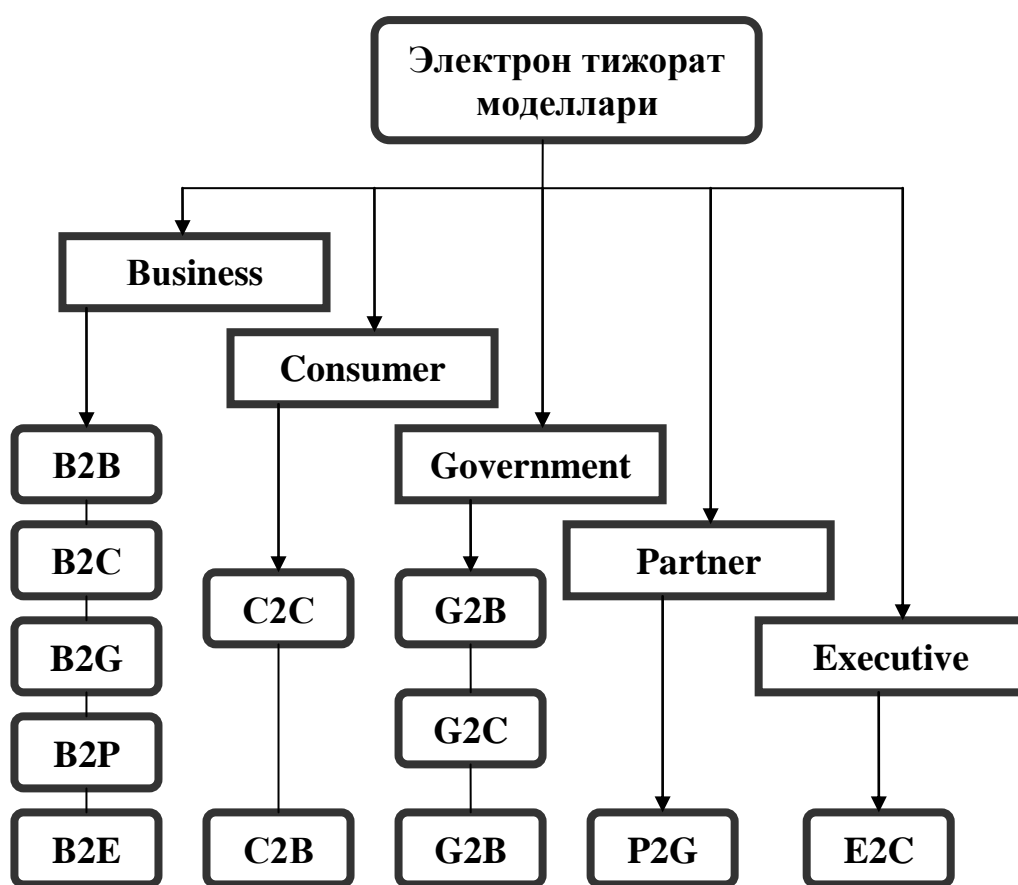 Электрон тижорат
моделлари
Business
Consumer
Government
Partner
Executive
B2B
B2C
B2G
B2P
B2E
C2C
C2B
G2B
G2C
G2B
P2G
E2C